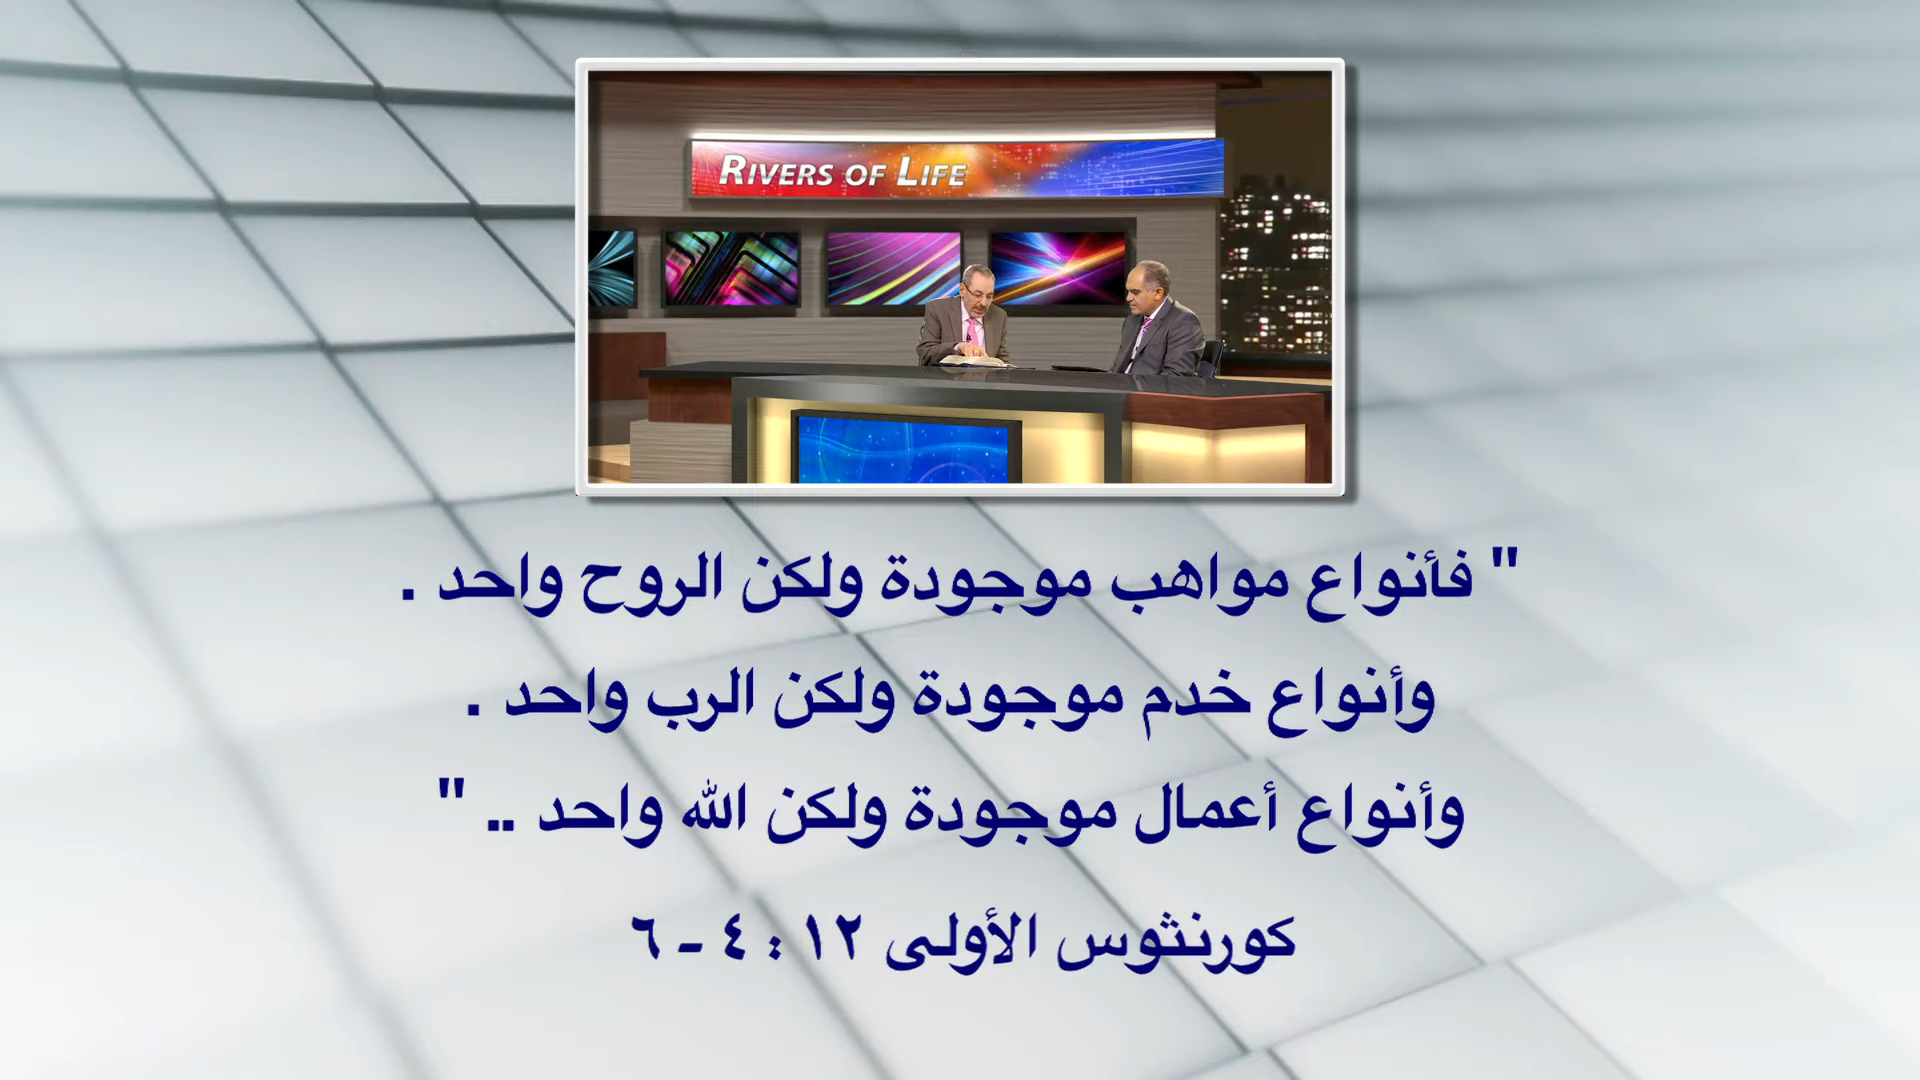 RIVERS OF LIFE
" فأنواع مواهب موجودة ولكن الروح واحد .
وأنواع خدم موجودة ولكن الرب واحد .
وأنواع أعمال موجودة ولكن الله واحد .. "
كورنثوس الأولى ١٢ : ٤ - ٦